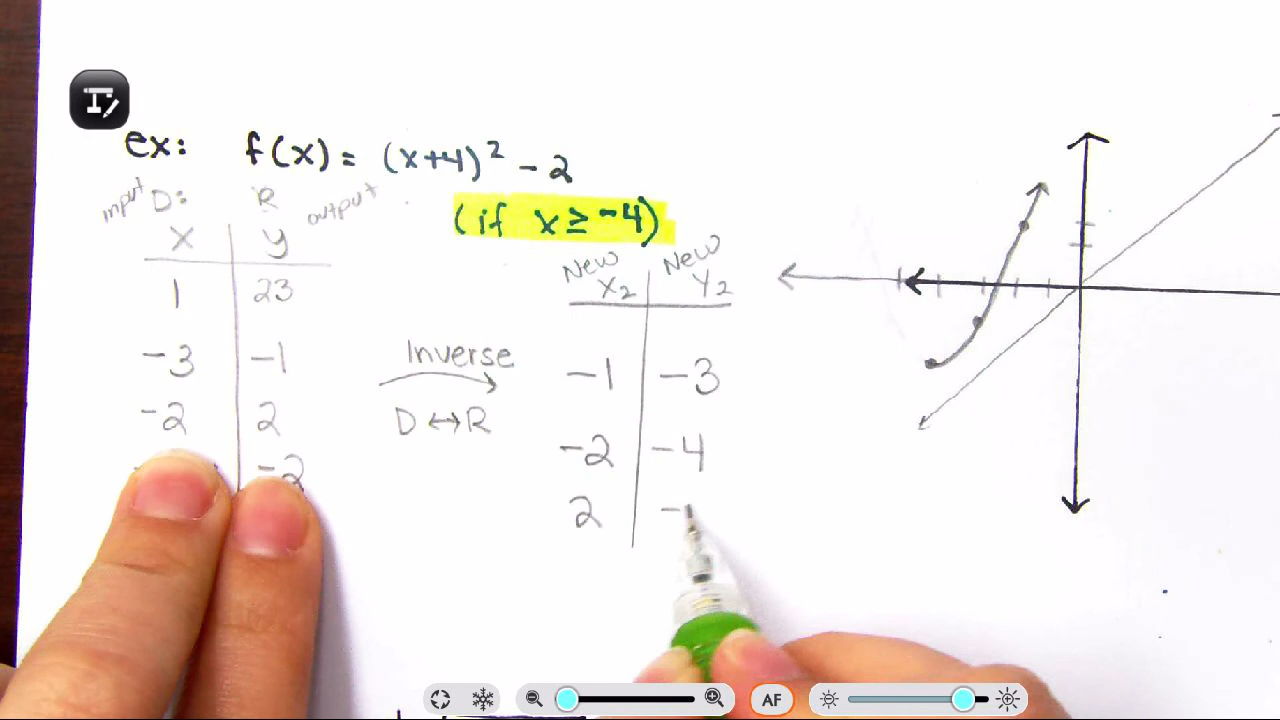 ex: f(x) = (x+4)² - 2
(if x ≥ -4)
input D: R output
x y
1 23
-3 -1
-2 2
-2
Inverse
D ↔ R
New X₂ New Y₂
-1 -3
-2 -4
2 -
AF